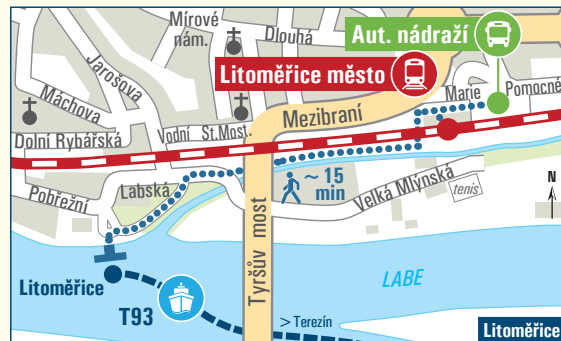 Mírové
nám.
Dlouhá
Aut. nádraží
Jarošova
Litoměřice město
Máchova
Marie
Pomocné
Mezibraní
Dolní Rybářská
Vodní
St.Most.
Pobřežní
Labská
~ 15
min
Velká Mlýnská
tenis
N
Tyršův most
Litoměřice
T93
LABE
> Terezín
Litoměřice